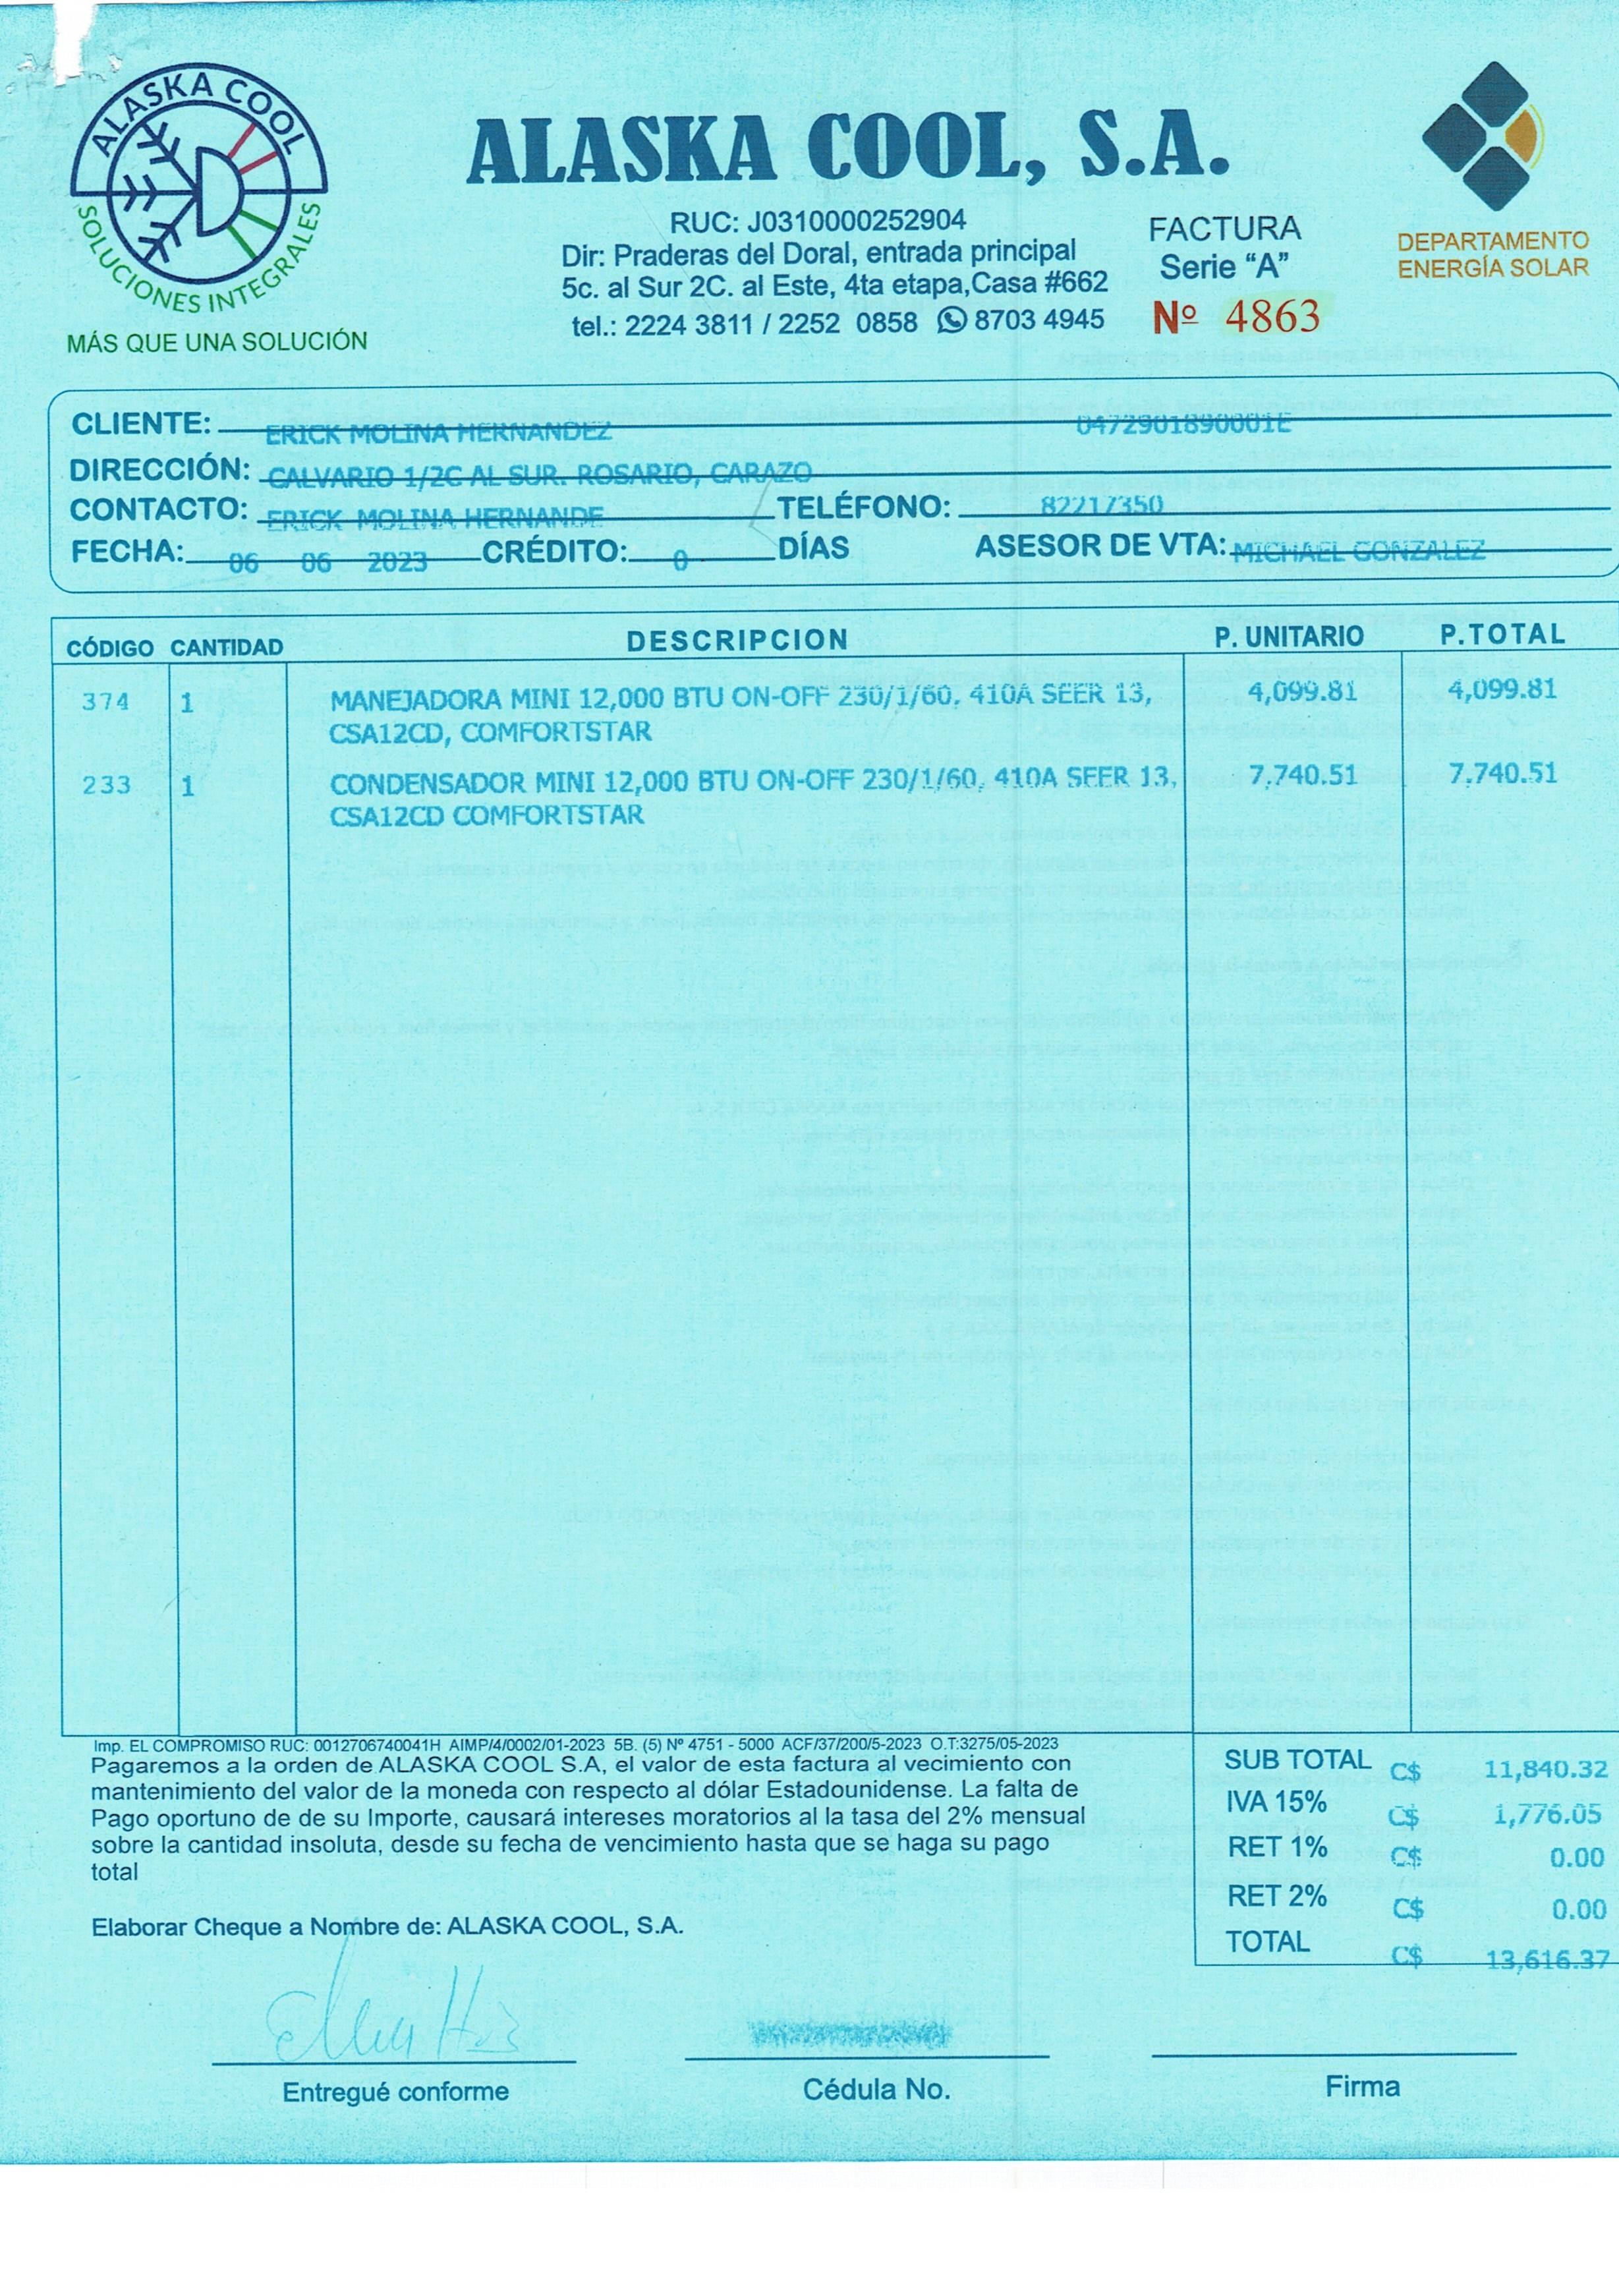 ALASKA COOL
SOLUCIONES INTEGRALES
MÁS QUE UNA SOLUCIÓN
ALASKA COOL, S.A.
RUC: J0310000252904
Dir: Praderas del Doral, entrada principal
5c. al Sur 2C. al Este, 4ta etapa,Casa #662
tel.: 2224 3811 / 2252 0858 8703 4945
FACTURA
Serie “A”
Nº 4863
DEPARTAMENTO
ENERGÍA SOLAR
CLIENTE: ERICK MOLINA HERNANDEZ 0472901890001E
DIRECCIÓN: CALVARIO 1/2C AL SUR. ROSARIO, CARAZO
CONTACTO: ERICK MOLINA HERNANDE TELÉFONO: 82217350
FECHA: 06 06 2023 CRÉDITO: 0 DÍAS ASESOR DE VTA: MICHAEL GONZALEZ
CÓDIGO CANTIDAD DESCRIPCION P. UNITARIO P.TOTAL
374 1 MANEJADORA MINI 12,000 BTU ON-OFF 230/1/60, 410A SEER 13, 4,099.81 4,099.81
CSA12CD, COMFORTSTAR
233 1 CONDENSADOR MINI 12,000 BTU ON-OFF 230/1/60, 410A SEER 13, 7,740.51 7,740.51
CSA12CD COMFORTSTAR
Imp. EL COMPROMISO RUC: 0012706740041H AIMP/4/0002/01-2023 5B. (5) Nº 4751 - 5000 ACF/37/200/5-2023 O.T:3275/05-2023
Pagaremos a la orden de ALASKA COOL S.A, el valor de esta factura al vecimiento con
mantenimiento del valor de la moneda con respecto al dólar Estadounidense. La falta de
Pago oportuno de de su Importe, causará intereses moratorios al la tasa del 2% mensual
sobre la cantidad insoluta, desde su fecha de vencimiento hasta que se haga su pago
total
Elaborar Cheque a Nombre de: ALASKA COOL, S.A.
SUB TOTAL C$ 11,840.32
IVA 15% C$ 1,776.05
RET 1% C$ 0.00
RET 2% C$ 0.00
TOTAL C$ 13,616.37
Entregué conforme
Cédula No.
Firma